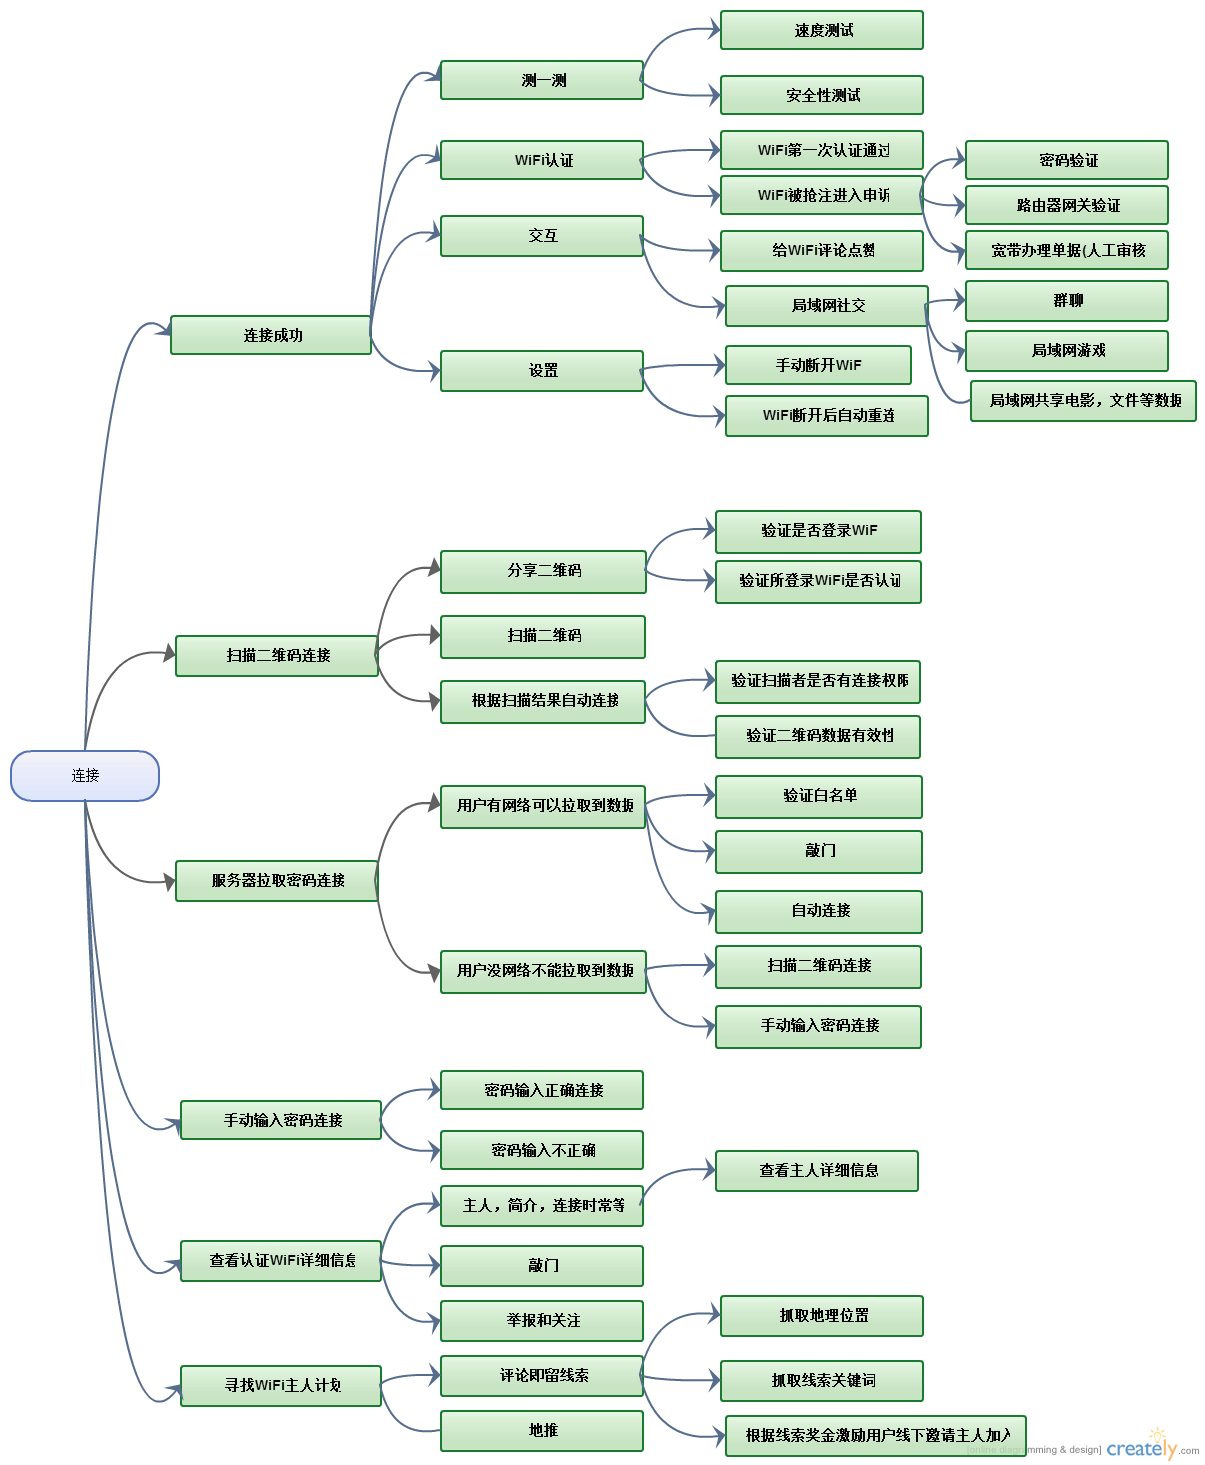 连接
连接成功
测一测
速度测试
安全性测试
WiFi认证
WiFi第一次认证通过
WiFi被抢注进入申诉
密码验证
路由器网关验证
宽带办理单据(人工审核
交互
给WiFi评论点赞
局域网社交
群聊
局域网游戏
局域网共享电影，文件等数据
设置
手动断开WiF
WiFi断开后自动重连
扫描二维码连接
分享二维码
验证是否登录WiF
验证所登录WiFi是否认证
扫描二维码
根据扫描结果自动连接
验证扫描者是否有连接权限
验证二维码数据有效性
服务器拉取密码连接
用户有网络可以拉取到数据
验证白名单
敲门
自动连接
用户没网络不能拉取到数据
扫描二维码连接
手动输入密码连接
手动输入密码连接
密码输入正确连接
密码输入不正确
查看认证WiFi详细信息
主人，简介，连接时常等
查看主人详细信息
敲门
举报和关注
寻找WiFi主人计划
评论即留线索
抓取地理位置
抓取线索关键词
根据线索奖金激励用户线下邀请主人加入
地推
[online diagramming & design] creately.com